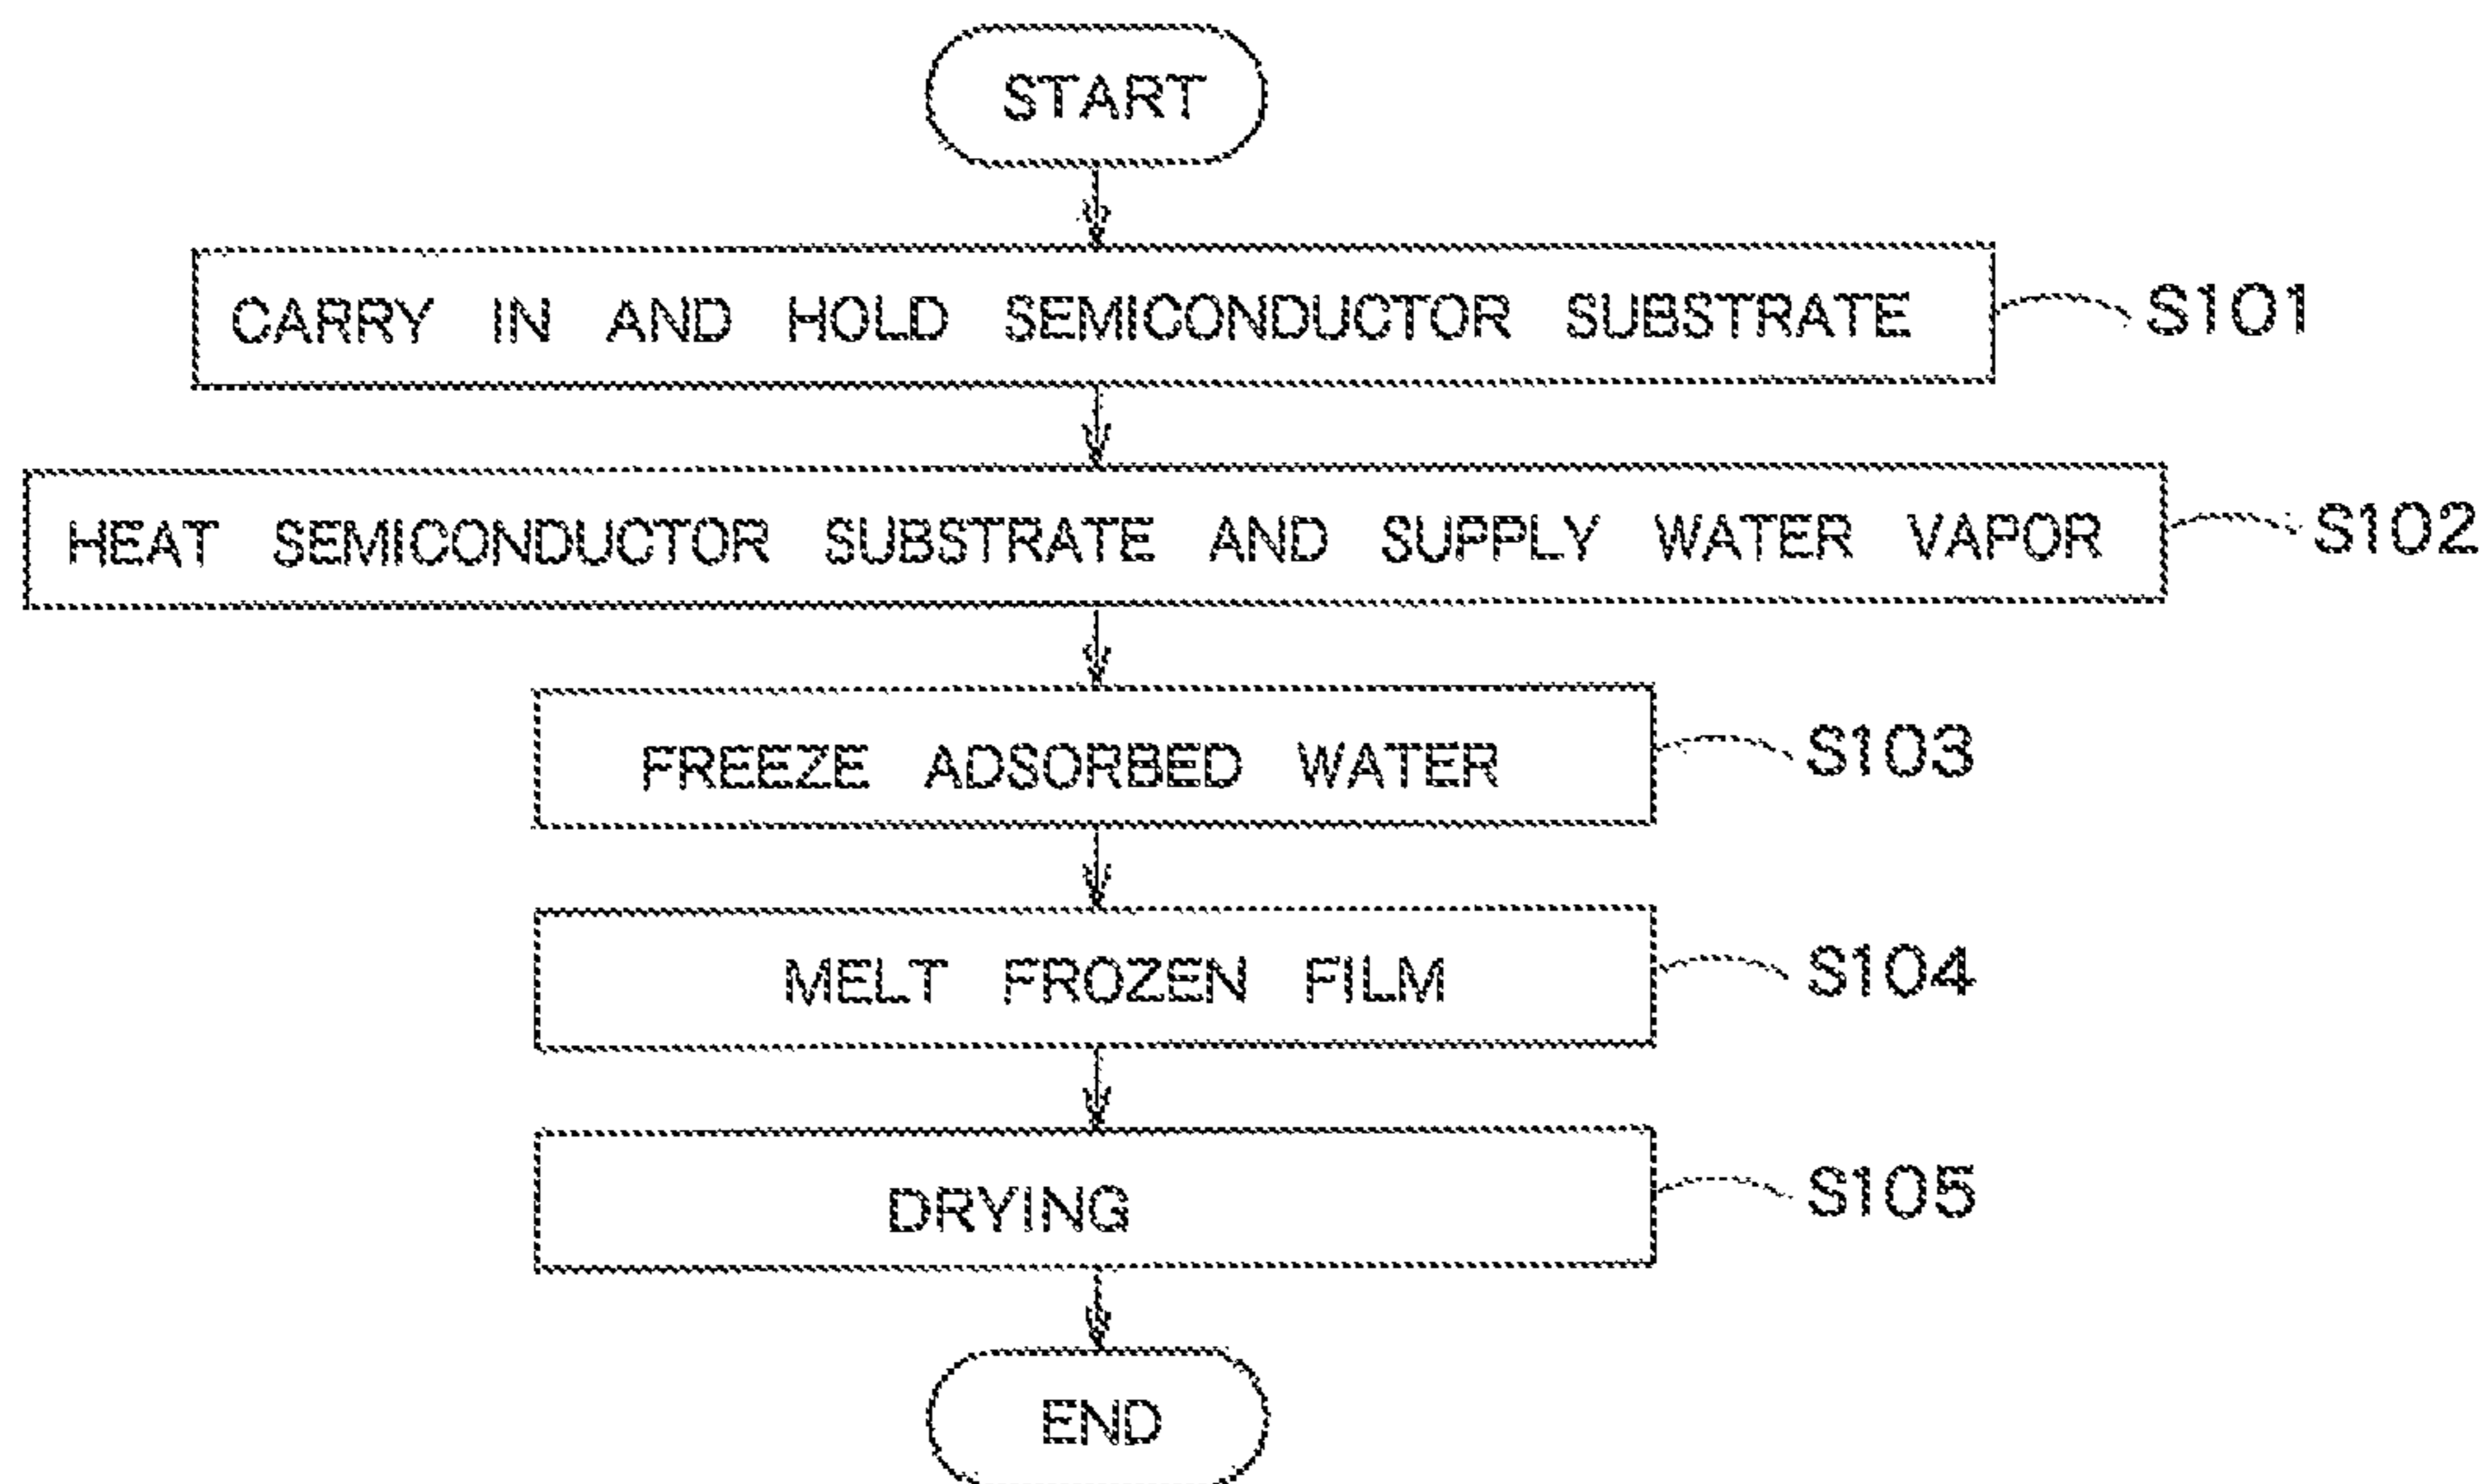 START
CARRY IN AND HOLD SEMICONDUCTOR SUBSTRATE S101
HEAT SEMICONDUCTOR SUBSTRATE AND SUPPLY WATER VAPOR S102
FREEZE ADSORBED WATER S103
MELT FROZEN FILM S104
DRYING S105
END